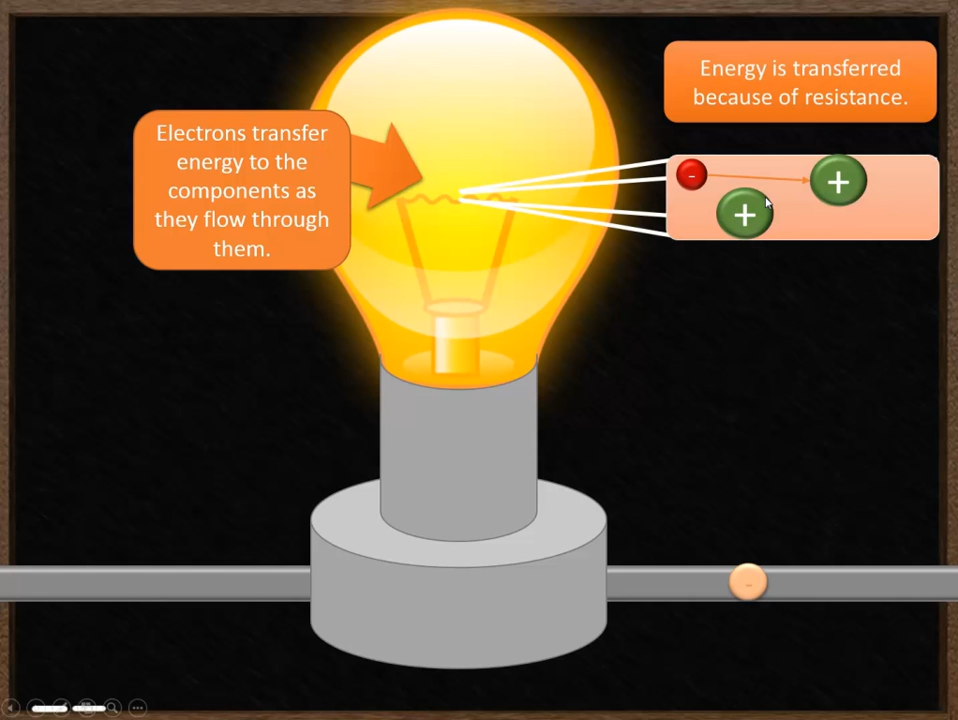 Energy is transferred
because of resistance.
Electrons transfer
energy to the
components as
they flow through
them.
-
+
+
-